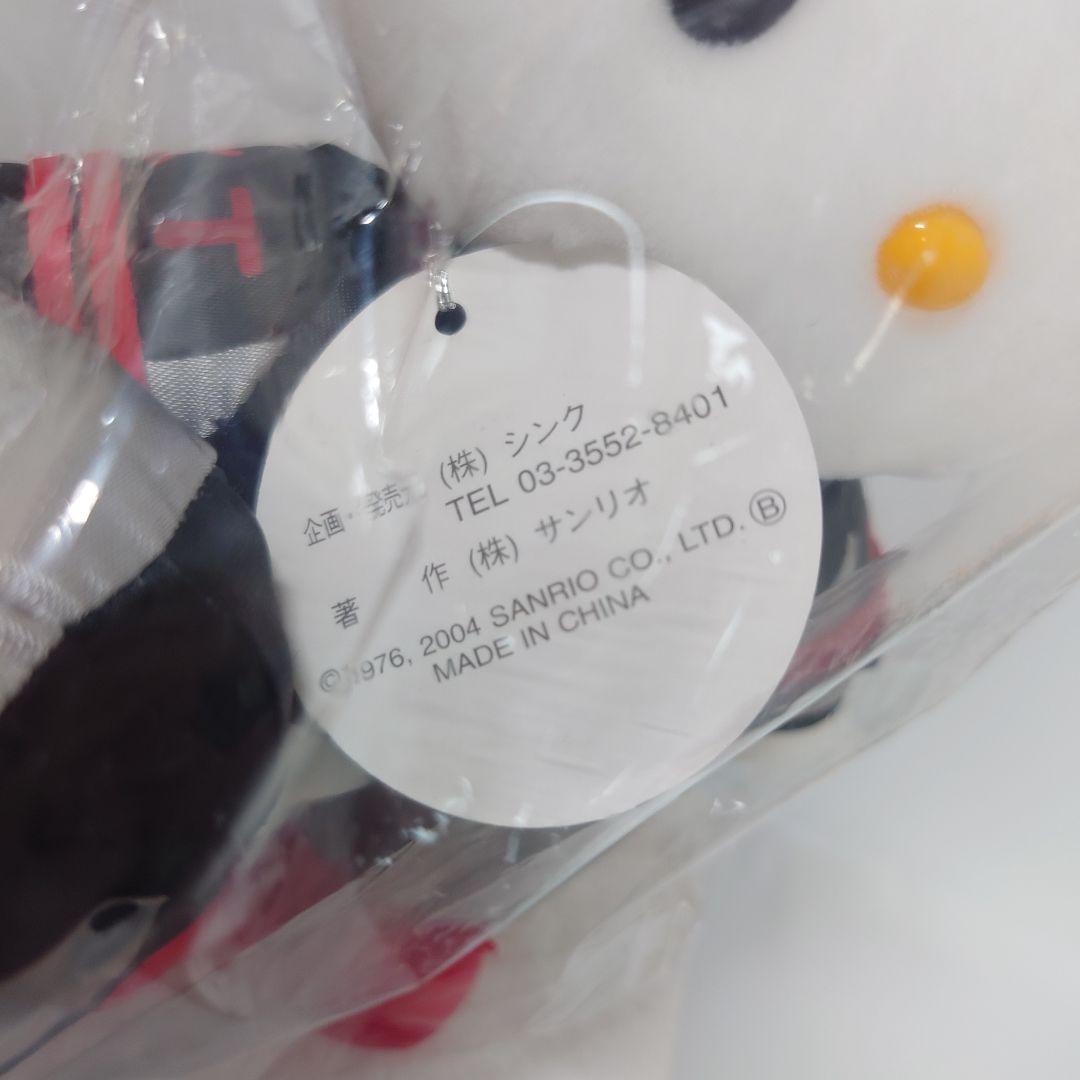 T
企画・発売元 (株) シンク
TEL 03-3552-8401
著 作 (株) サンリオ
©1976, 2004 SANRIO CO., LTD. Ⓑ
MADE IN CHINA